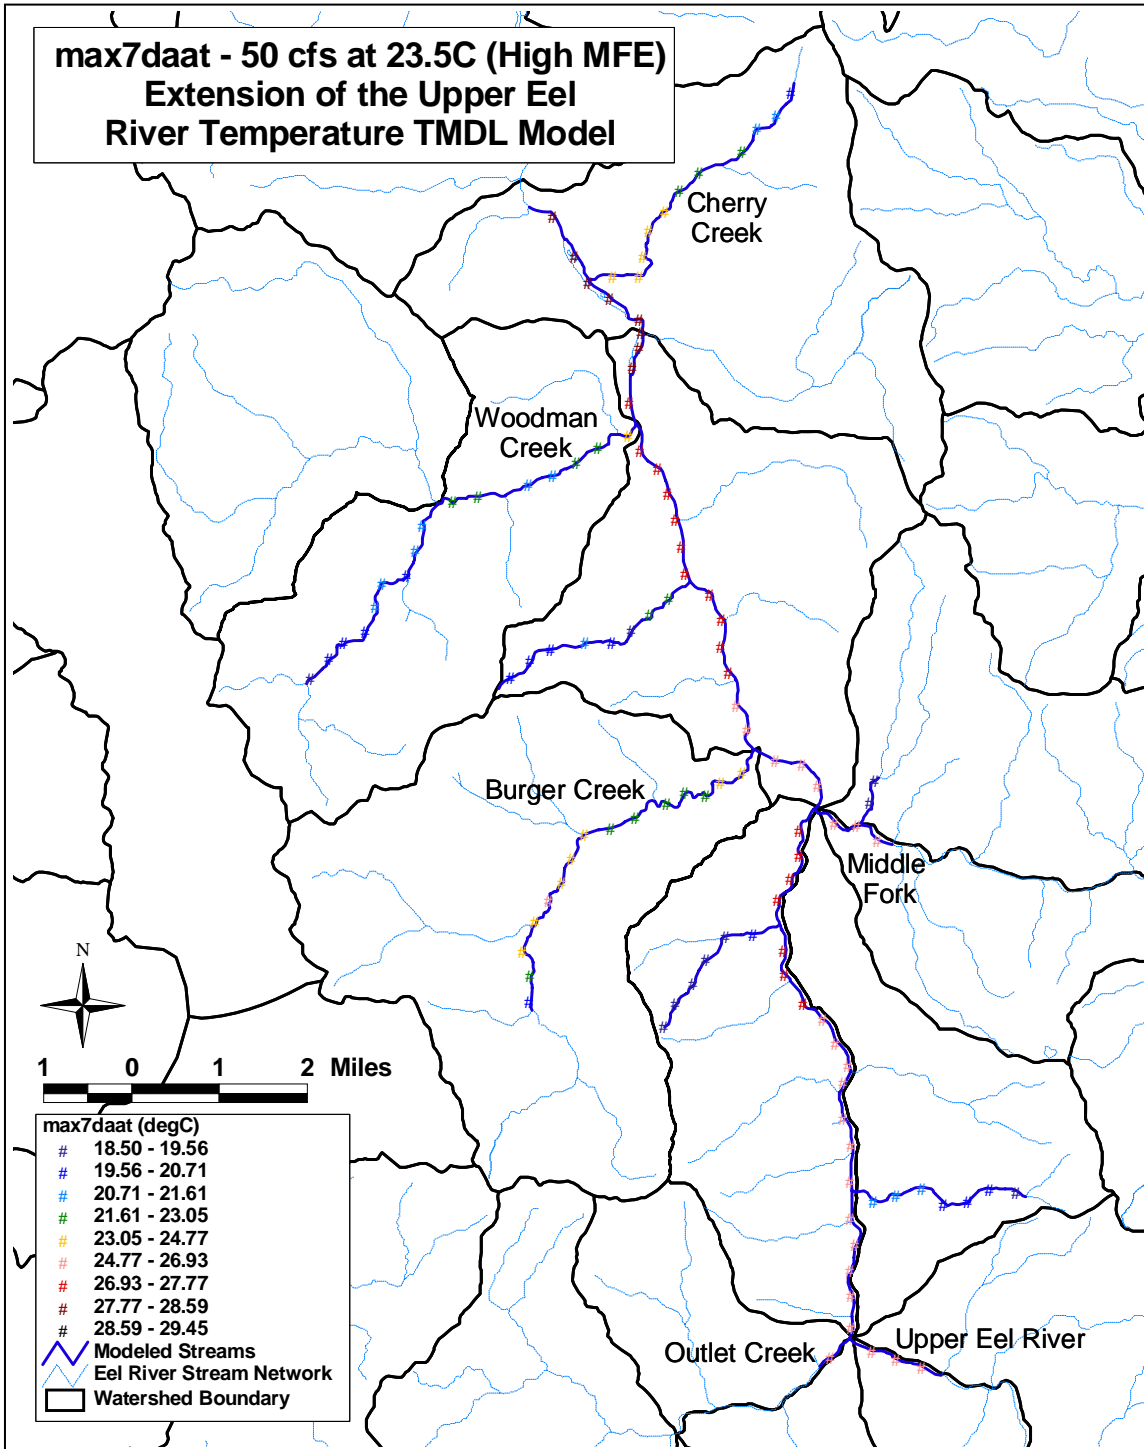 max7daat - 50 cfs at 23.5C (High MFE)
Extension of the Upper Eel
River Temperature TMDL Model
Cherry
Creek
Woodman
Creek
Burger Creek
Middle
Fork
N
1 0 1 2 Miles
max7daat (degC)
# 18.50 - 19.56
# 19.56 - 20.71
# 20.71 - 21.61
# 21.61 - 23.05
# 23.05 - 24.77
# 24.77 - 26.93
# 26.93 - 27.77
# 27.77 - 28.59
# 28.59 - 29.45
Modeled Streams
Eel River Stream Network
Watershed Boundary
Outlet Creek
Upper Eel River